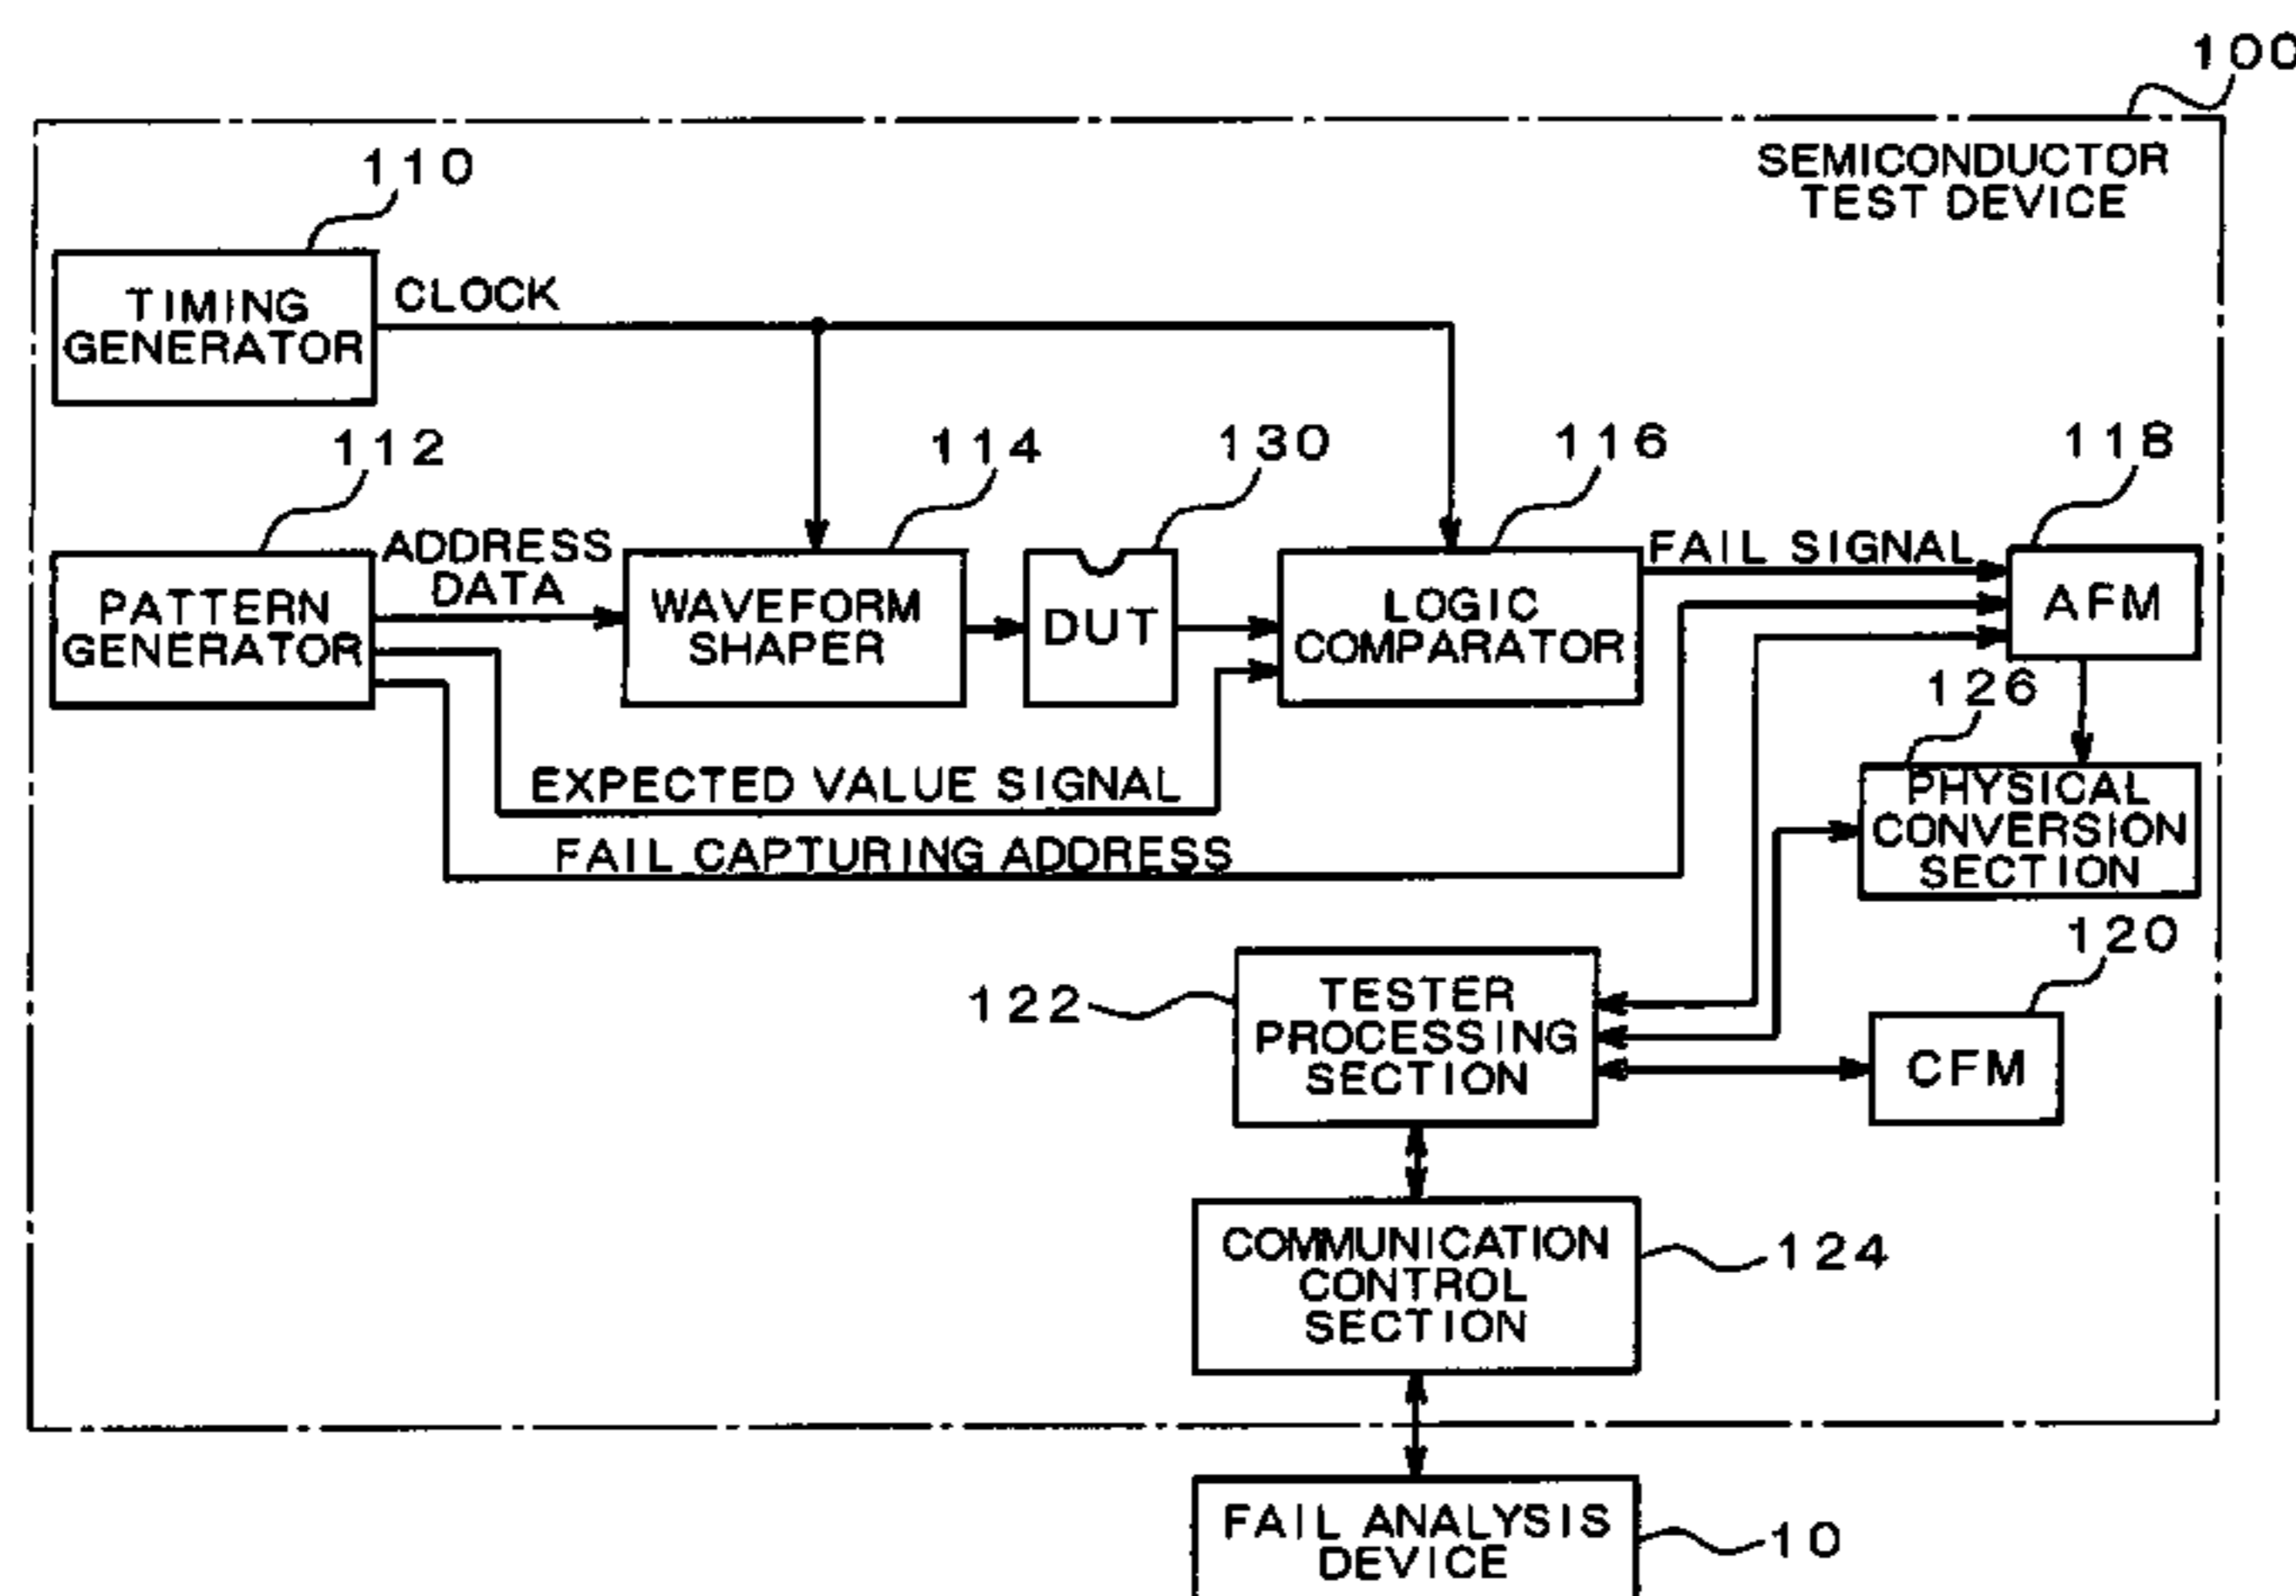 100
SEMICONDUCTOR
TEST DEVICE
110
TIMING
GENERATOR
CLOCK
112
114
130
116
118
ADDRESS
DATA
PATTERN
GENERATOR
WAVEFORM
SHAPER
DUT
LOGIC
COMPARATOR
FAIL SIGNAL
AFM
126
EXPECTED VALUE SIGNAL
FAIL CAPTURING ADDRESS
PHYSICAL
CONVERSION
SECTION
120
122
TESTER
PROCESSING
SECTION
CFM
COMMUNICATION
CONTROL
SECTION
124
FAIL ANALYSIS
DEVICE
10